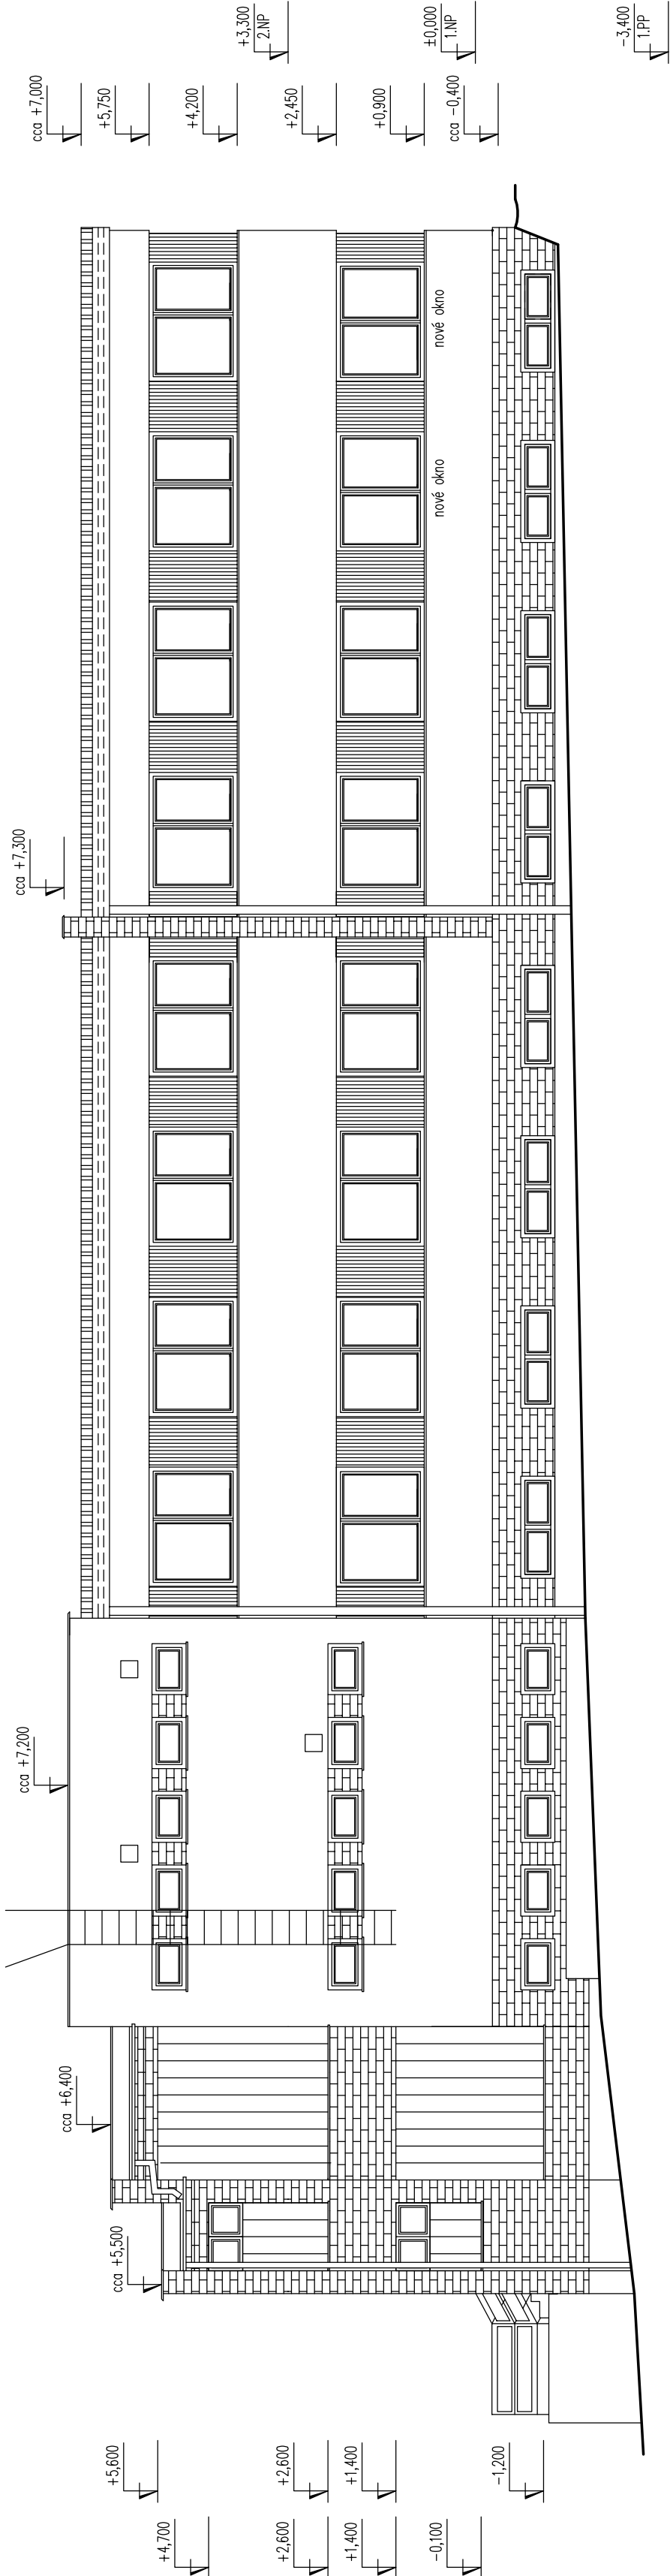 +3,300
2.NP
±0,000
1.NP
-3,400
1.PP
cca +7,000
+5,750
+4,200
+2,450
+0,900
cca -0,400
nové okno
nové okno
cca +7,300
cca +7,200
cca +6,400
cca +5,500
+5,600
+2,600
+1,400
-1,200
+4,700
+2,600
+1,400
-0,100